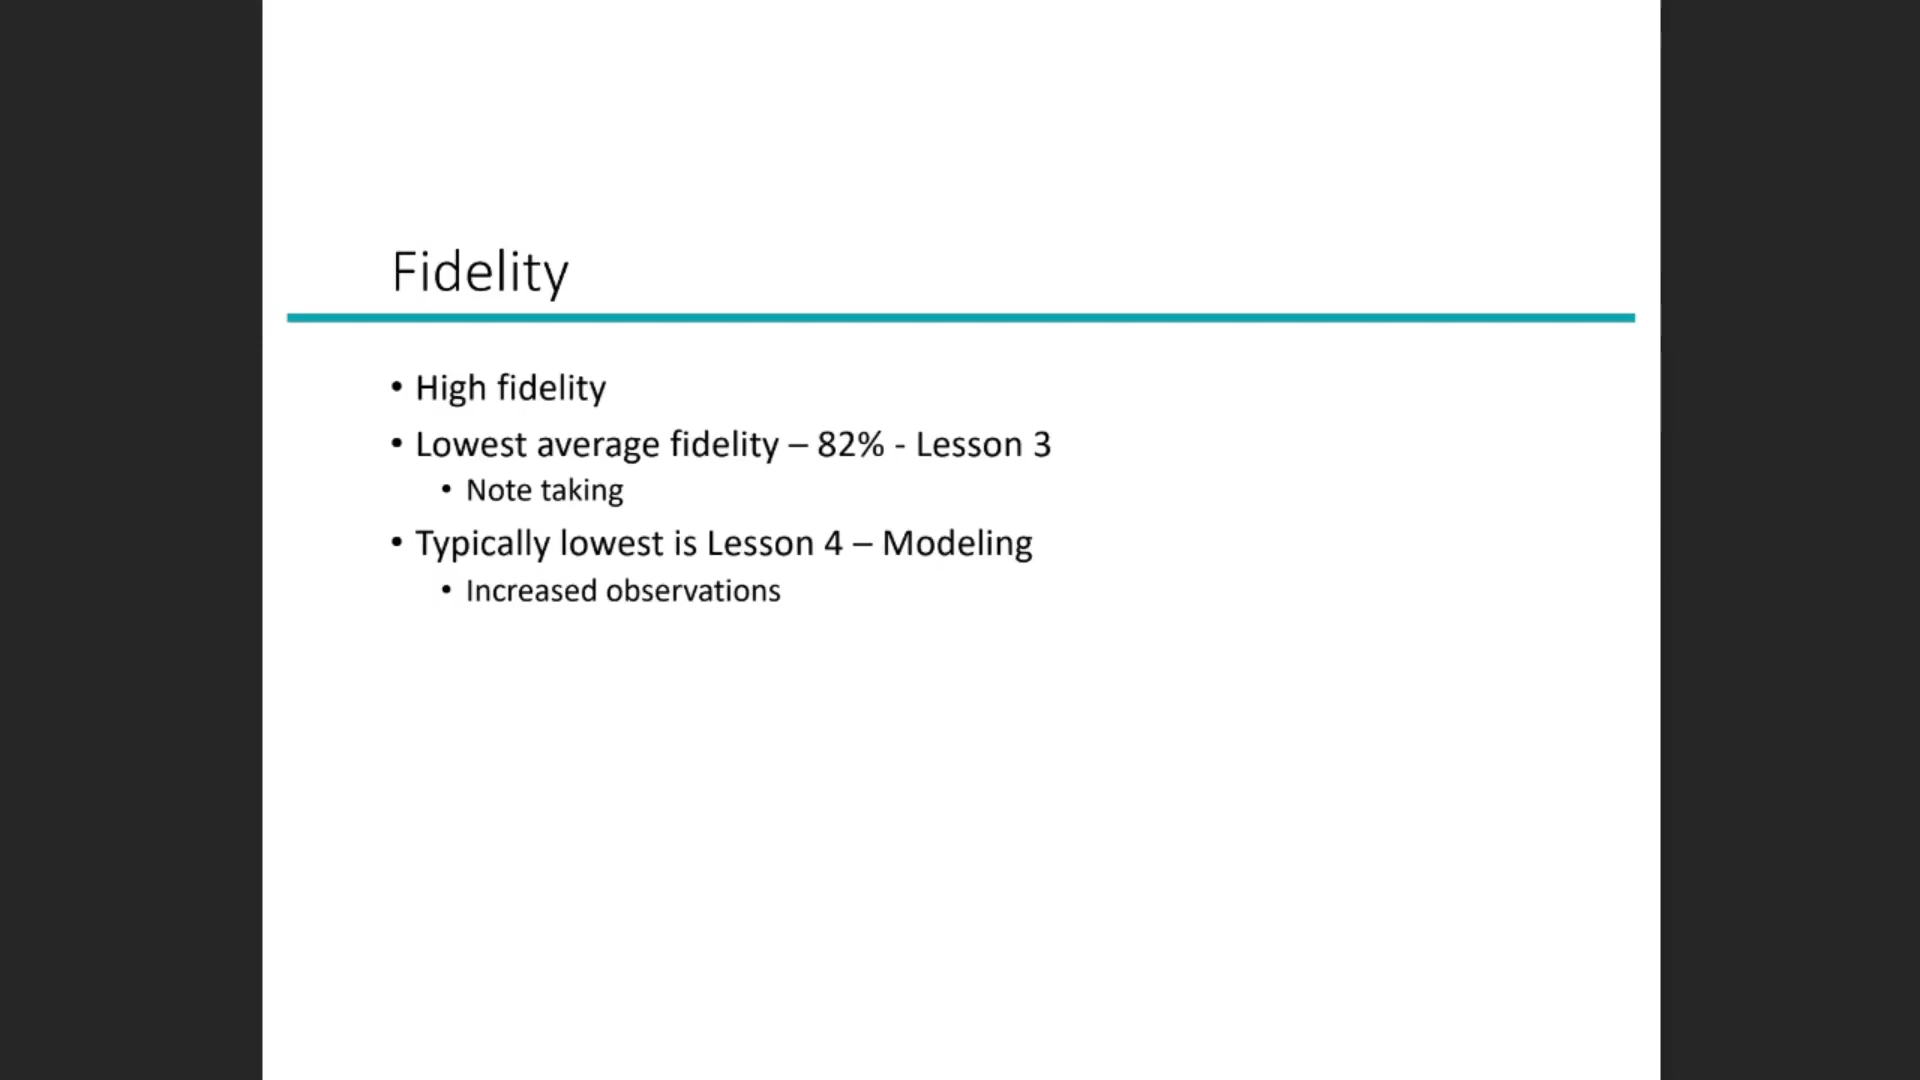 Fidelity
• High fidelity
• Lowest average fidelity – 82% - Lesson 3
• Note taking
• Typically lowest is Lesson 4 – Modeling
• Increased observations